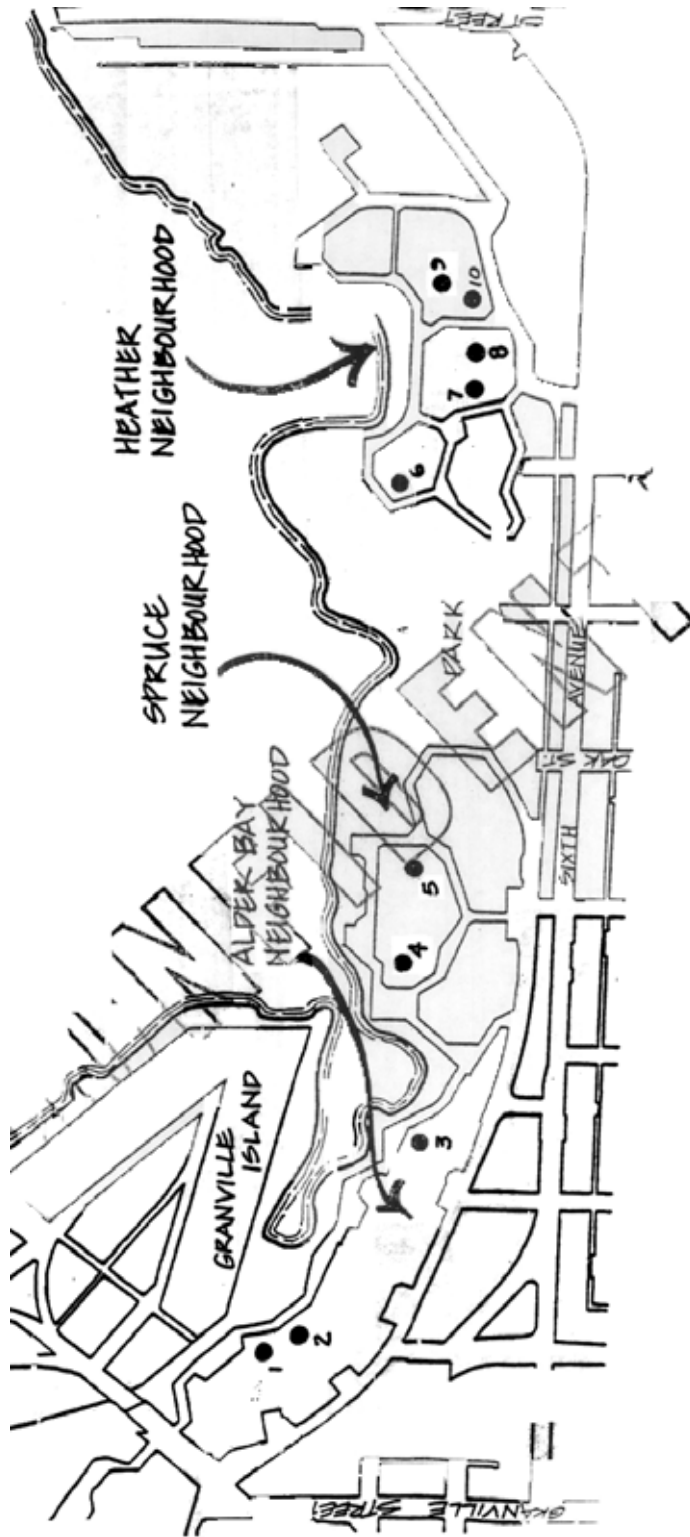 HEATHER
NEIGHBOURHOOD
SPRUCE
NEIGHBOURHOOD
ALDER BAY
NEIGHBOURHOOD
GRANVILLE
ISLAND
PARK
STREET
OAK ST.
SIXTH
AVENUE
GRANVILLE STREET
1
2
3
4
5
6
7
8
9
10